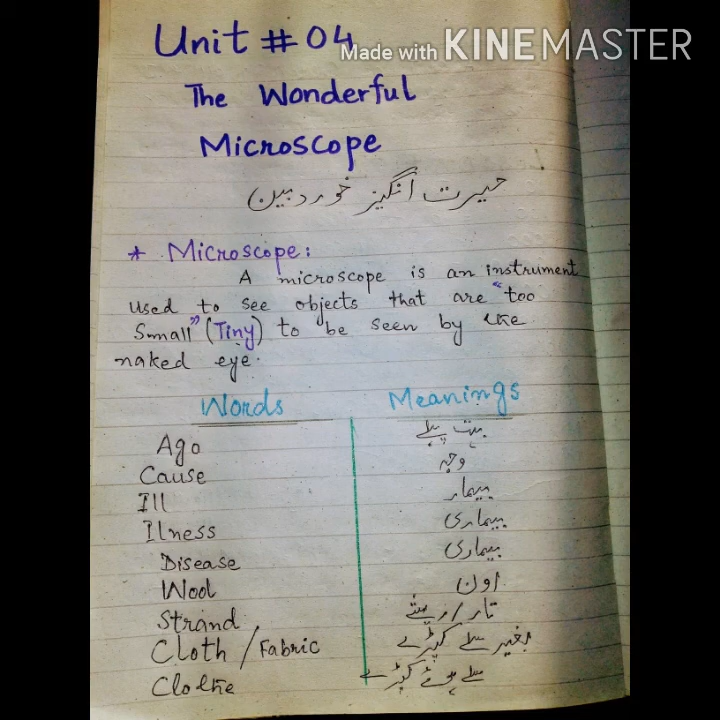 Unit # 04
Made with KINEMASTER
The Wonderful
Microscope
حیرت انگیز خوردبین
* Microscope:
A microscope is an instrument
used to see objects that are "too
Small" (Tiny) to be seen by the
naked eye.
Words Meanings
Ago بہت پہلے
Cause وجہ
Ill بیمار
Ilness بیماری
Disease بیماری
Wool اون
Strand تار/ریشے
Cloth / Fabric بغیر سلے کپڑے
Clothe سلے ہوئے کپڑے